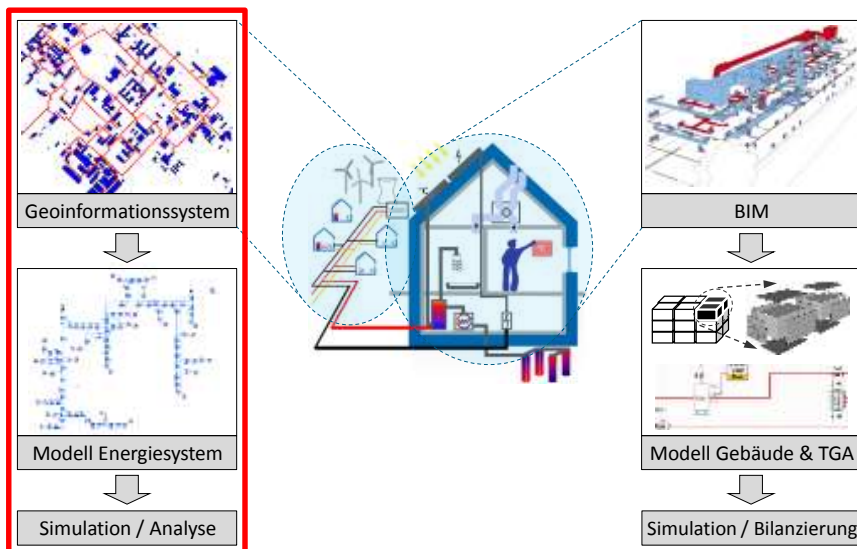 Geoinformationssystem
Modell Energiesystem
Simulation / Analyse
BIM
Modell Gebäude & TGA
Simulation / Bilanzierung